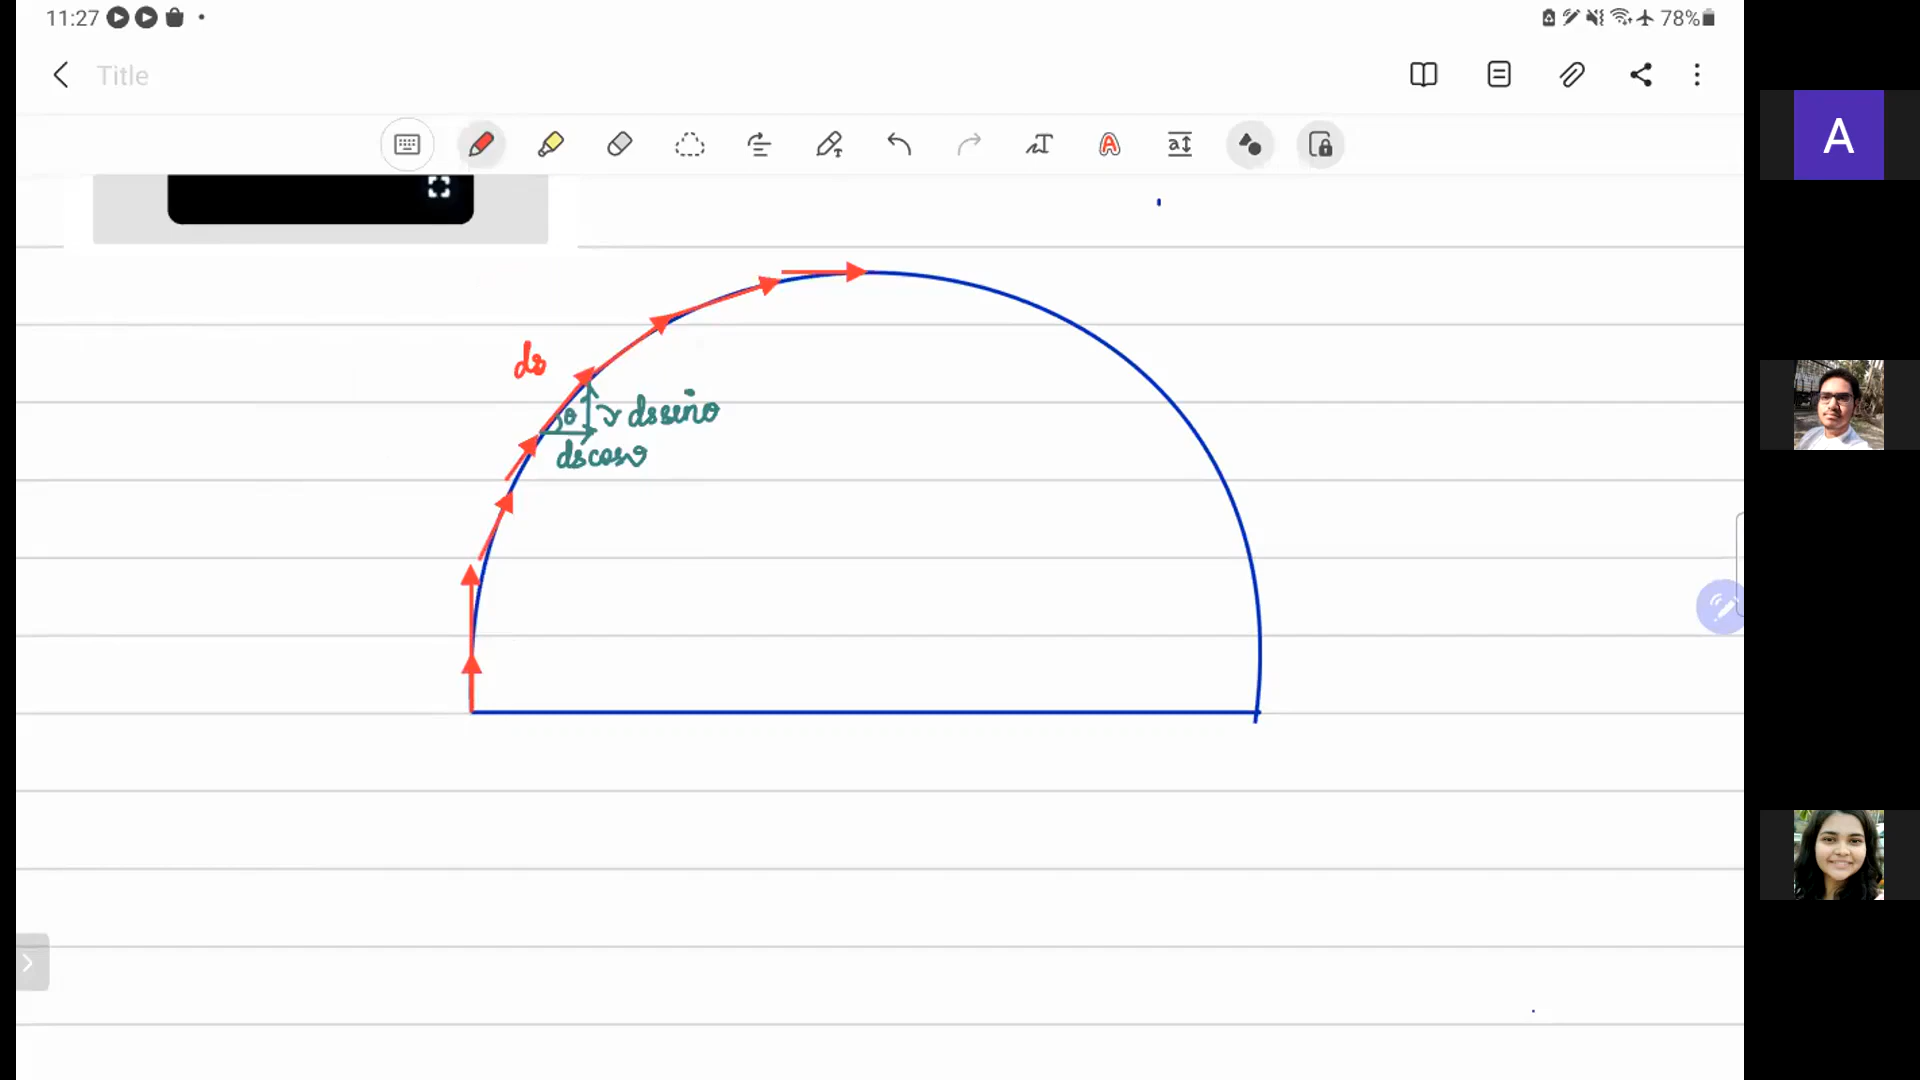 11:27
78%
Title
T
A
a
A
ds
θ
ds sinθ
ds cosθ